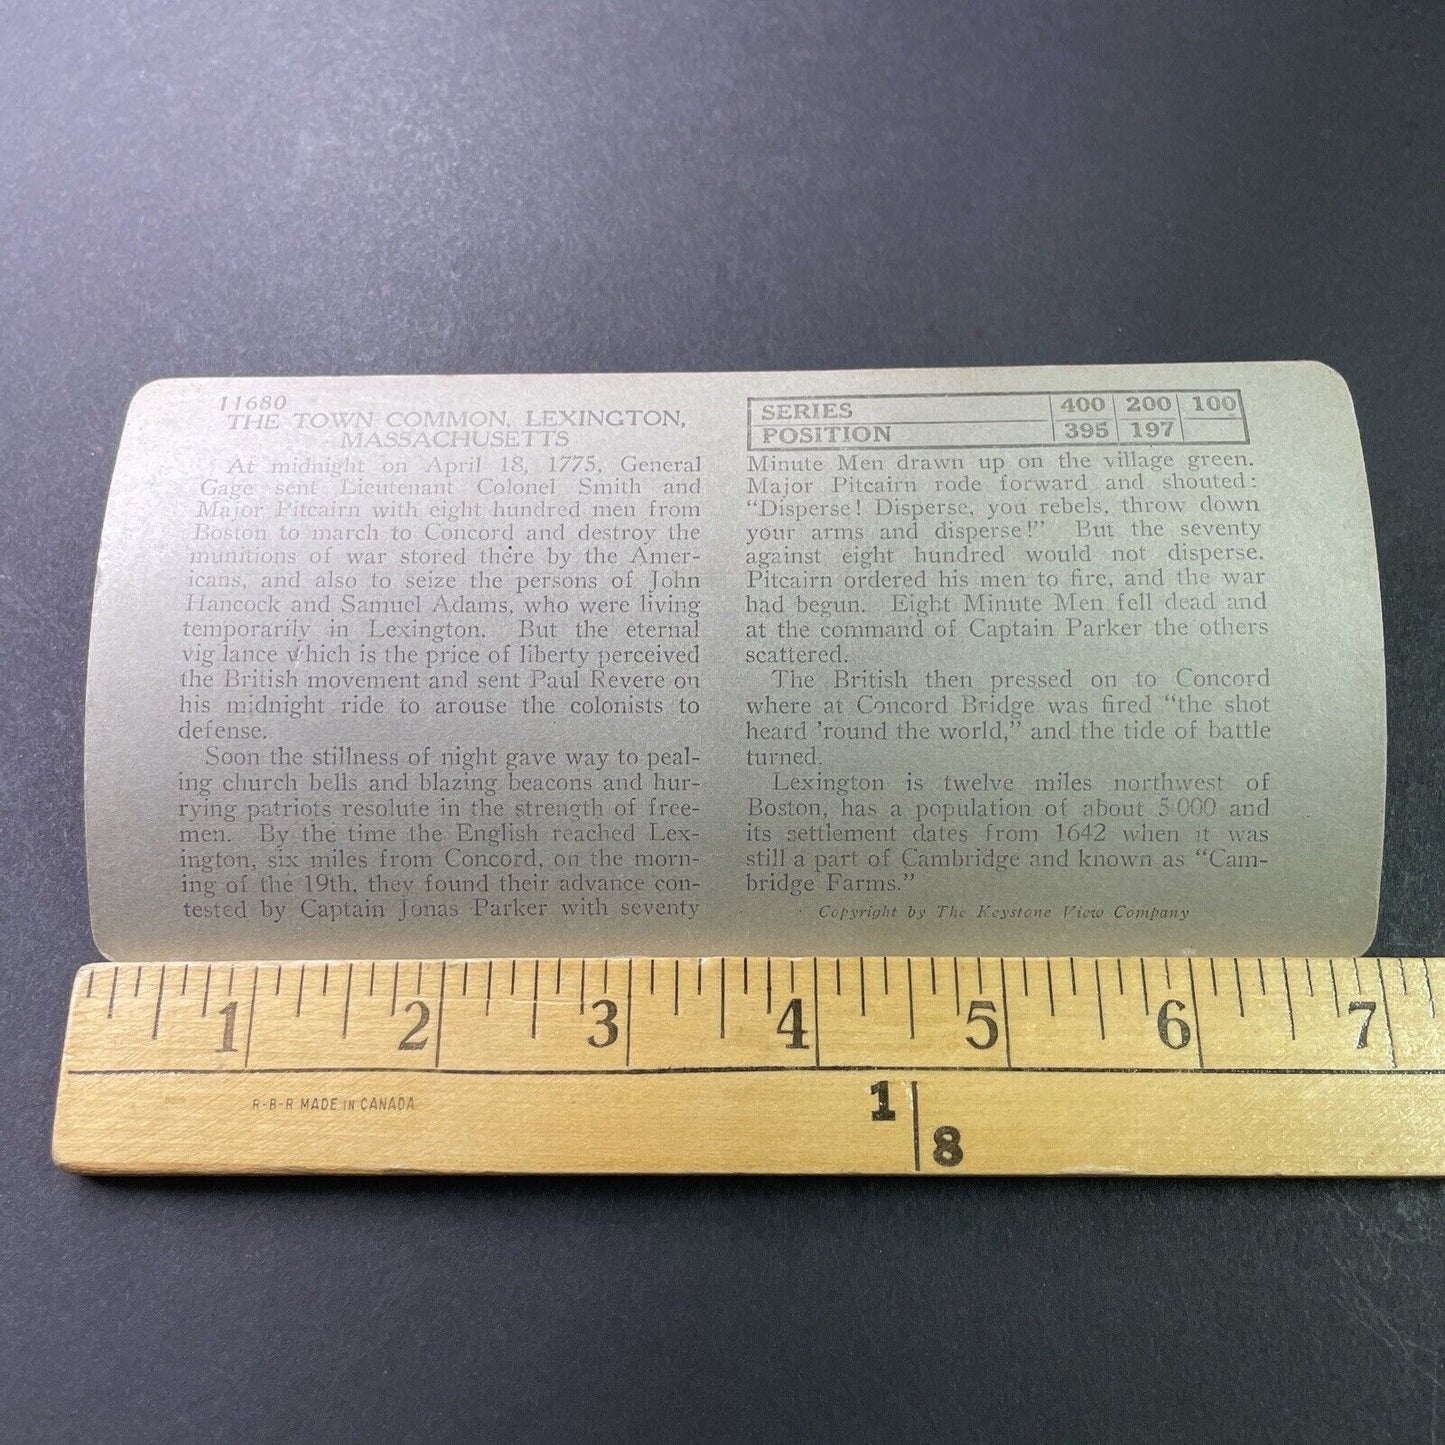 11680
THE TOWN COMMON, LEXINGTON,
MASSACHUSETTS
At midnight on April 18, 1775, General
Gage sent Lieutenant Colonel Smith and
Major Pitcairn with eight hundred men from
Boston to march to Concord and destroy the
munitions of war stored there by the Amer-
icans, and also to seize the persons of John
Hancock and Samuel Adams, who were living
temporarily in Lexington. But the eternal
vig lance which is the price of liberty perceived
the British movement and sent Paul Revere on
his midnight ride to arouse the colonists to
defense.
Soon the stillness of night gave way to peal-
ing church bells and blazing beacons and hur-
rying patriots resolute in the strength of free-
men. By the time the English reached Lex-
ington, six miles from Concord, on the morn-
ing of the 19th, they found their advance con-
tested by Captain Jonas Parker with seventy
SERIES 400 200 100
POSITION 395 197
Minute Men drawn up on the village green.
Major Pitcairn rode forward and shouted:
"Disperse! Disperse, you rebels, throw down
your arms and disperse!" But the seventy
against eight hundred would not disperse.
Pitcairn ordered his men to fire, and the war
had begun. Eight Minute Men fell dead and
at the command of Captain Parker the others
scattered.
The British then pressed on to Concord
where at Concord Bridge was fired "the shot
heard 'round the world," and the tide of battle
turned.
Lexington is twelve miles northwest of
Boston, has a population of about 5 000 and
its settlement dates from 1642 when it was
still a part of Cambridge and known as "Cam-
bridge Farms."
Copyright by The Keystone View Company
1 2 3 4 5 6 7
R-B-R MADE IN CANADA
1
8